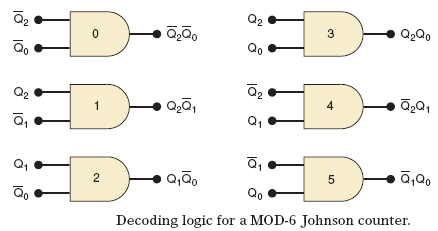 Q̅₂ 0 Q̅₂Q̅₀
Q̅₀
Q₂ 3 Q₂Q₀
Q₀
Q₂ 1 Q₂Q̅₁
Q̅₁
Q̅₂ 4 Q̅₂Q₁
Q₁
Q₁ 2 Q₁Q̅₀
Q̅₀
Q̅₁ 5 Q̅₁Q₀
Q₀
Decoding logic for a MOD-6 Johnson counter.